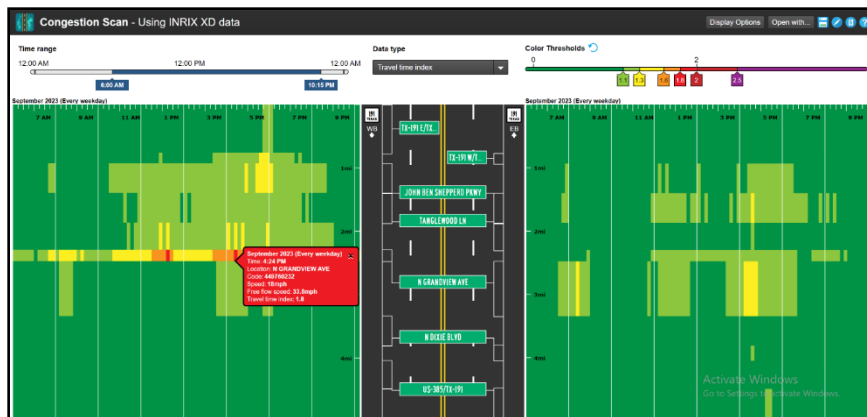 Congestion Scan - Using INRIX XD data
Display Options
Open with...
Time range
12:00 AM
12:00 PM
12:00 AM
6:00 AM
10:15 PM
Data type
Travel time index
Color Thresholds
0
2
1.1
1.3
1.6
1.8
2
2.5
September 2023 (Every weekday)
7 AM 9 AM 11 AM 1 PM 3 PM 5 PM 7 PM 9 PM
1mi
2mi
4mi
September 2023 (Every weekday)
Time: 4:24 PM
Location: N GRANDVIEW AVE
Code: 449760232
Speed: 18mph
Free flow speed: 33.5mph
Travel time index: 1.8
WB
EB
TX-191 E/TX...
TX-191 W/T...
JOHN BEN SHEPPERD PKWY
TANGLEWOOD LN
N GRANDVIEW AVE
N DIXIE BLVD
US-385/TX-191
September 2023 (Every weekday)
7 AM 9 AM 11 AM 1 PM 3 PM 5 PM 7 PM 9 PM
1mi
2mi
3mi
4mi
Activate Windows
Go to Settings to activate Windows.